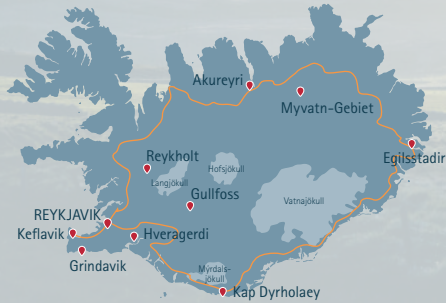 Akureyri
Myvatn-Gebiet
Egilsstadir
Reykholt
Langjökull
Hofsjökull
Gullfoss
Vatnajökull
REYKJAVIK
Keflavik
Hveragerdi
Grindavik
Myrdals-
jökull
Kap Dyrholaey